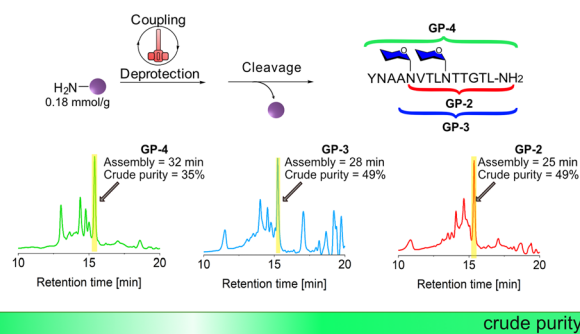 Coupling
Deprotection
H2N
0.18 mmol/g
Cleavage
GP-4
YNAANVTLNTTGTL-NH2
GP-2
GP-3
GP-4
Assembly = 32 min
Crude purity = 35%
10 15 20
Retention time [min]
GP-3
Assembly = 28 min
Crude purity = 49%
10 15 20
Retention time [min]
GP-2
Assembly = 25 min
Crude purity = 49%
10 15 20
Retention time [min]
crude purity